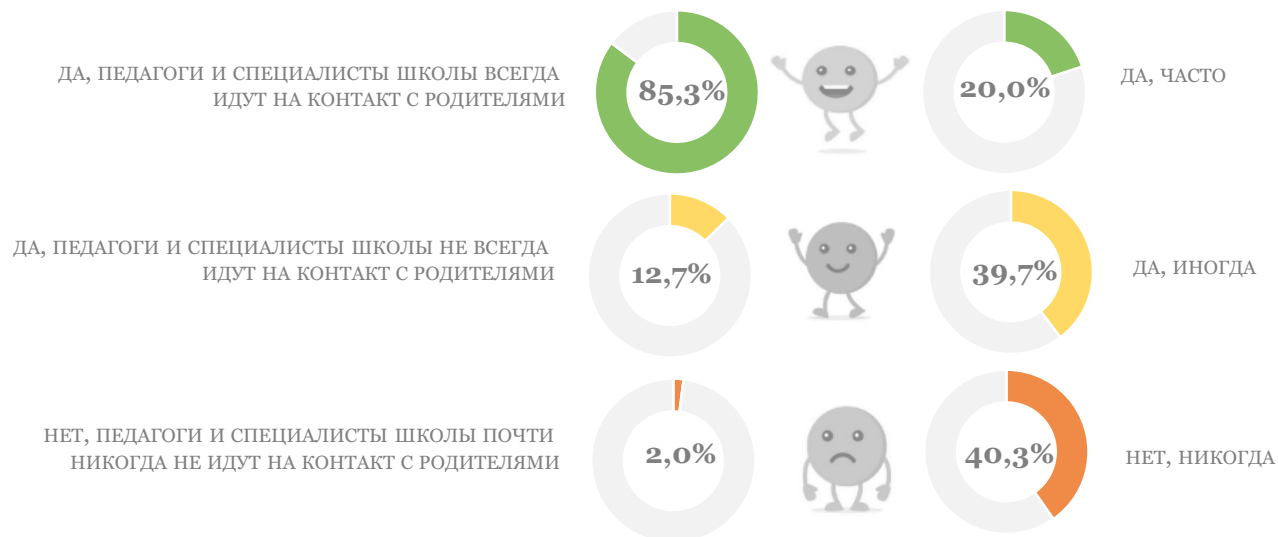 ДА, ПЕДАГОГИ И СПЕЦИАЛИСТЫ ШКОЛЫ ВСЕГДА
ИДУТ НА КОНТАКТ С РОДИТЕЛЯМИ
85,3%
20,0%
ДА, ЧАСТО
ДА, ПЕДАГОГИ И СПЕЦИАЛИСТЫ ШКОЛЫ НЕ ВСЕГДА
ИДУТ НА КОНТАКТ С РОДИТЕЛЯМИ
12,7%
39,7%
ДА, ИНОГДА
НЕТ, ПЕДАГОГИ И СПЕЦИАЛИСТЫ ШКОЛЫ ПОЧТИ
НИКОГДА НЕ ИДУТ НА КОНТАКТ С РОДИТЕЛЯМИ
2,0%
40,3%
НЕТ, НИКОГДА